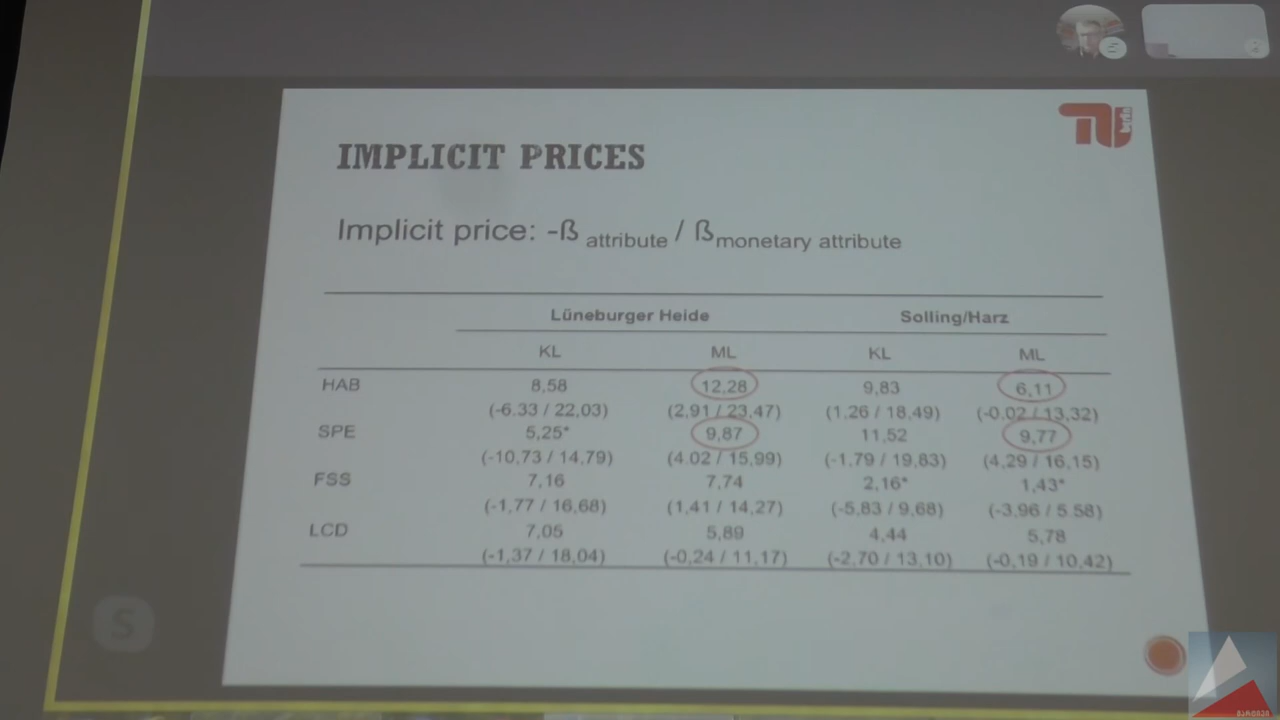 berlin
IMPLICIT PRICES
Implicit price: -ß attribute / ß monetary attribute
Lüneburger Heide Solling/Harz
KL ML KL ML
HAB 8,58 12,28 9,83 6,11
(-6.33 / 22,03) (2,91 / 23,47) (1,26 / 18,49) (-0.02 / 13,32)
SPE 5,25* 9,87 11,52 9,77
(-10,73 / 14,79) (4.02 / 15,99) (-1,79 / 19,83) (4,29 / 16,15)
FSS 7,16 7,74 2,16* 1,43*
(-1,77 / 16,68) (1,41 / 14,27) (-5,83 / 9,68) (-3,96 / 5.58)
LCD 7,05 5,89 4,44 5,78
(-1,37 / 18,04) (-0,24 / 11,17) (-2,70 / 13,10) (-0,19 / 10,42)
S